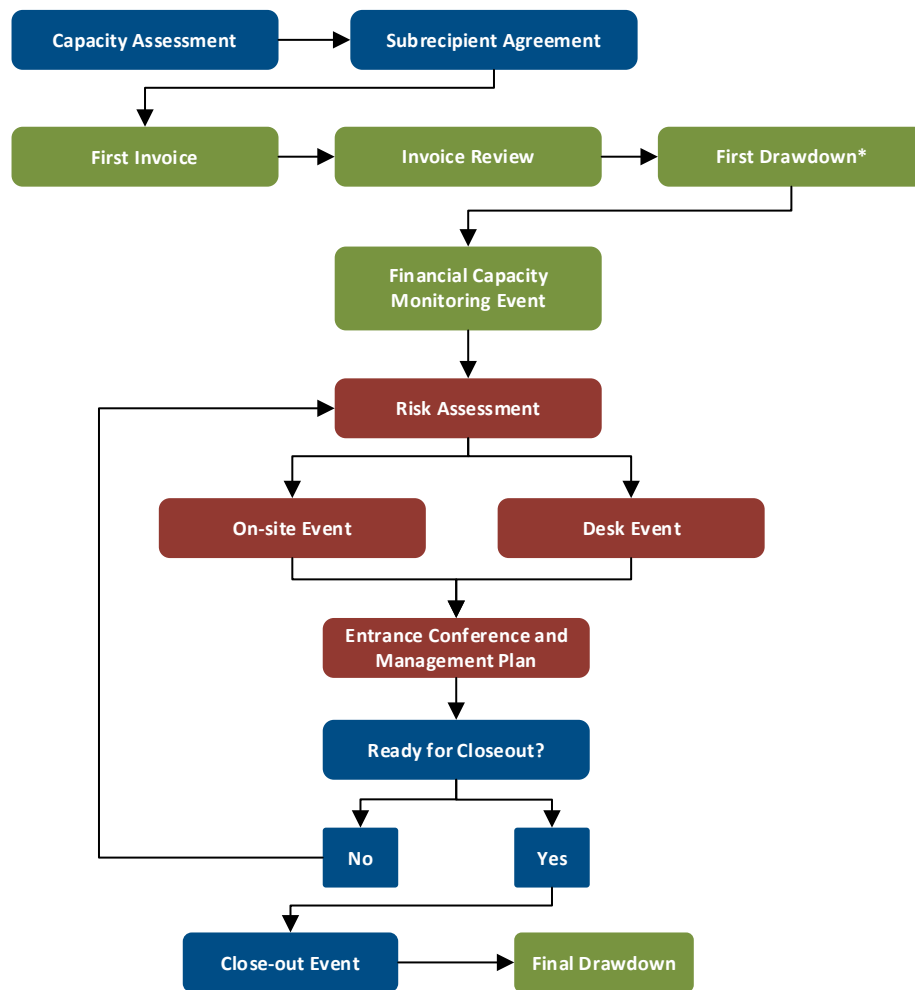 Capacity Assessment
Subrecipient Agreement
First Invoice
Invoice Review
First Drawdown*
Financial Capacity
Monitoring Event
Risk Assessment
On-site Event
Desk Event
Entrance Conference and
Management Plan
Ready for Closeout?
No
Yes
Close-out Event
Final Drawdown